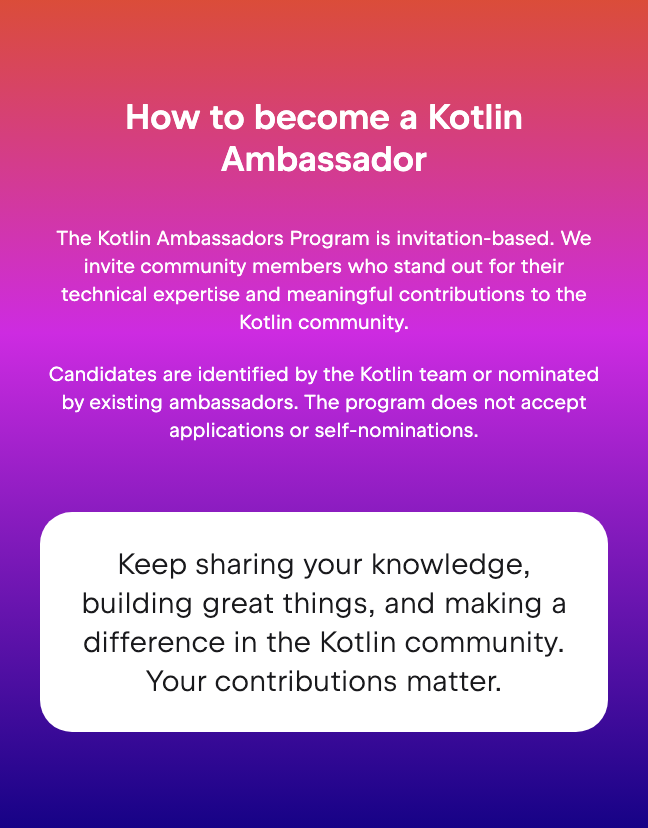 How to become a Kotlin
Ambassador
The Kotlin Ambassadors Program is invitation-based. We
invite community members who stand out for their
technical expertise and meaningful contributions to the
Kotlin community.
Candidates are identified by the Kotlin team or nominated
by existing ambassadors. The program does not accept
applications or self-nominations.
Keep sharing your knowledge,
building great things, and making a
difference in the Kotlin community.
Your contributions matter.